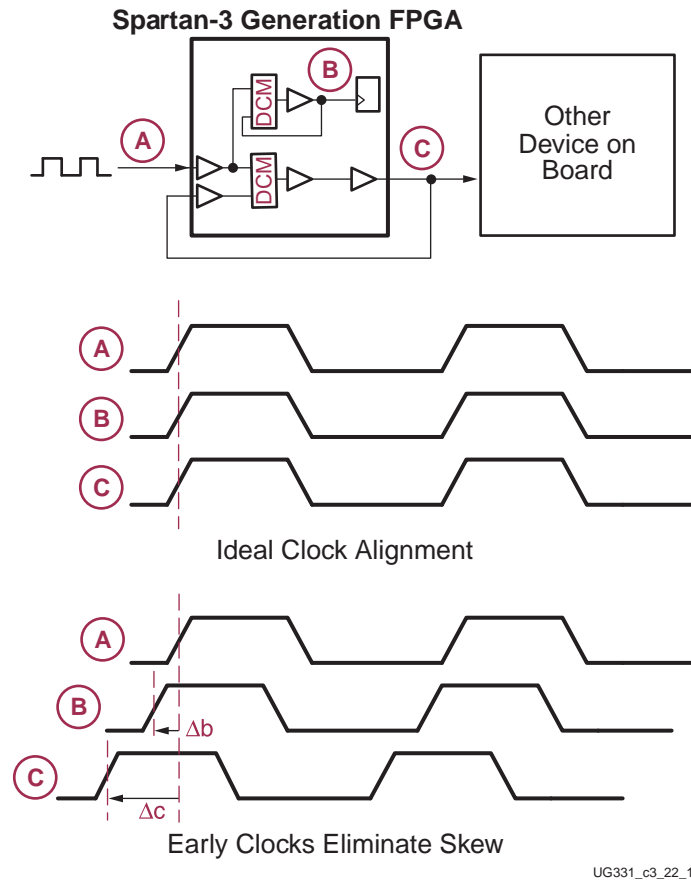 Spartan-3 Generation FPGA
B
DCM
A
DCM
C
Other
Device on
Board
A
B
C
Ideal Clock Alignment
A
B
Δb
C
Δc
Early Clocks Eliminate Skew
UG331_c3_22_1